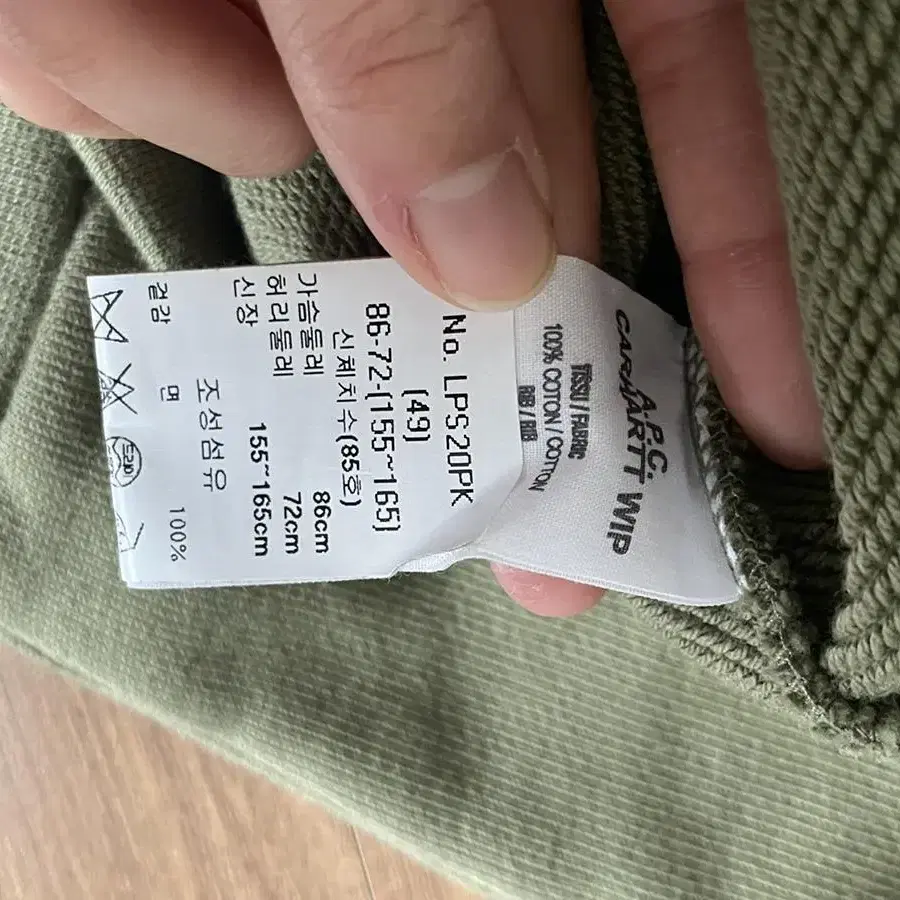 A.P.C.
CARHARTT WIP
TISSU / FABRIC
100% COTON / COTTON
RIB / RIB
No. LPS20PK
(49)
86-72-(155~165)
신체치수(85호)
가슴둘레 86cm
허리둘레 72cm
신장 155~165cm
조성섬유
겉감 면 100%